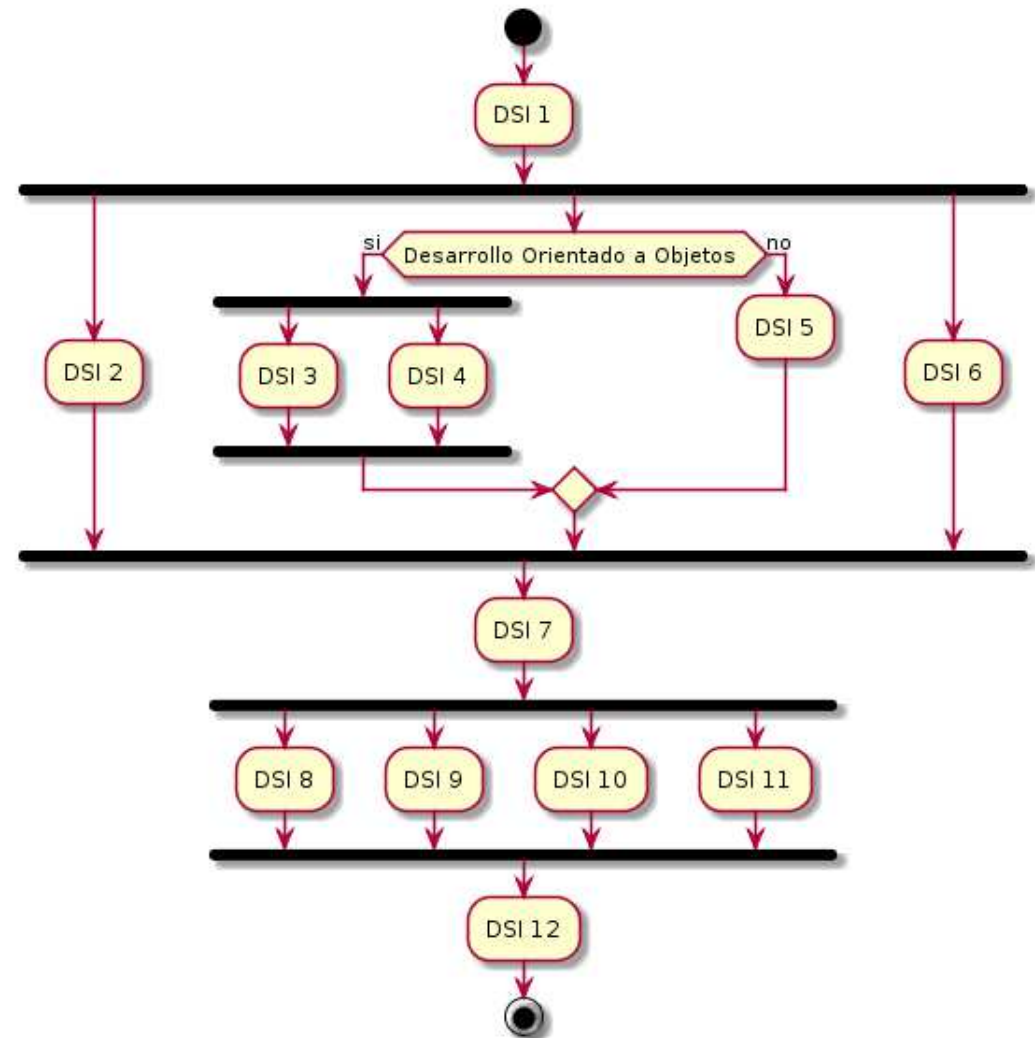 DSI 1
si
Desarrollo Orientado a Objetos
no
DSI 2
DSI 3
DSI 4
DSI 5
DSI 6
DSI 7
DSI 8
DSI 9
DSI 10
DSI 11
DSI 12